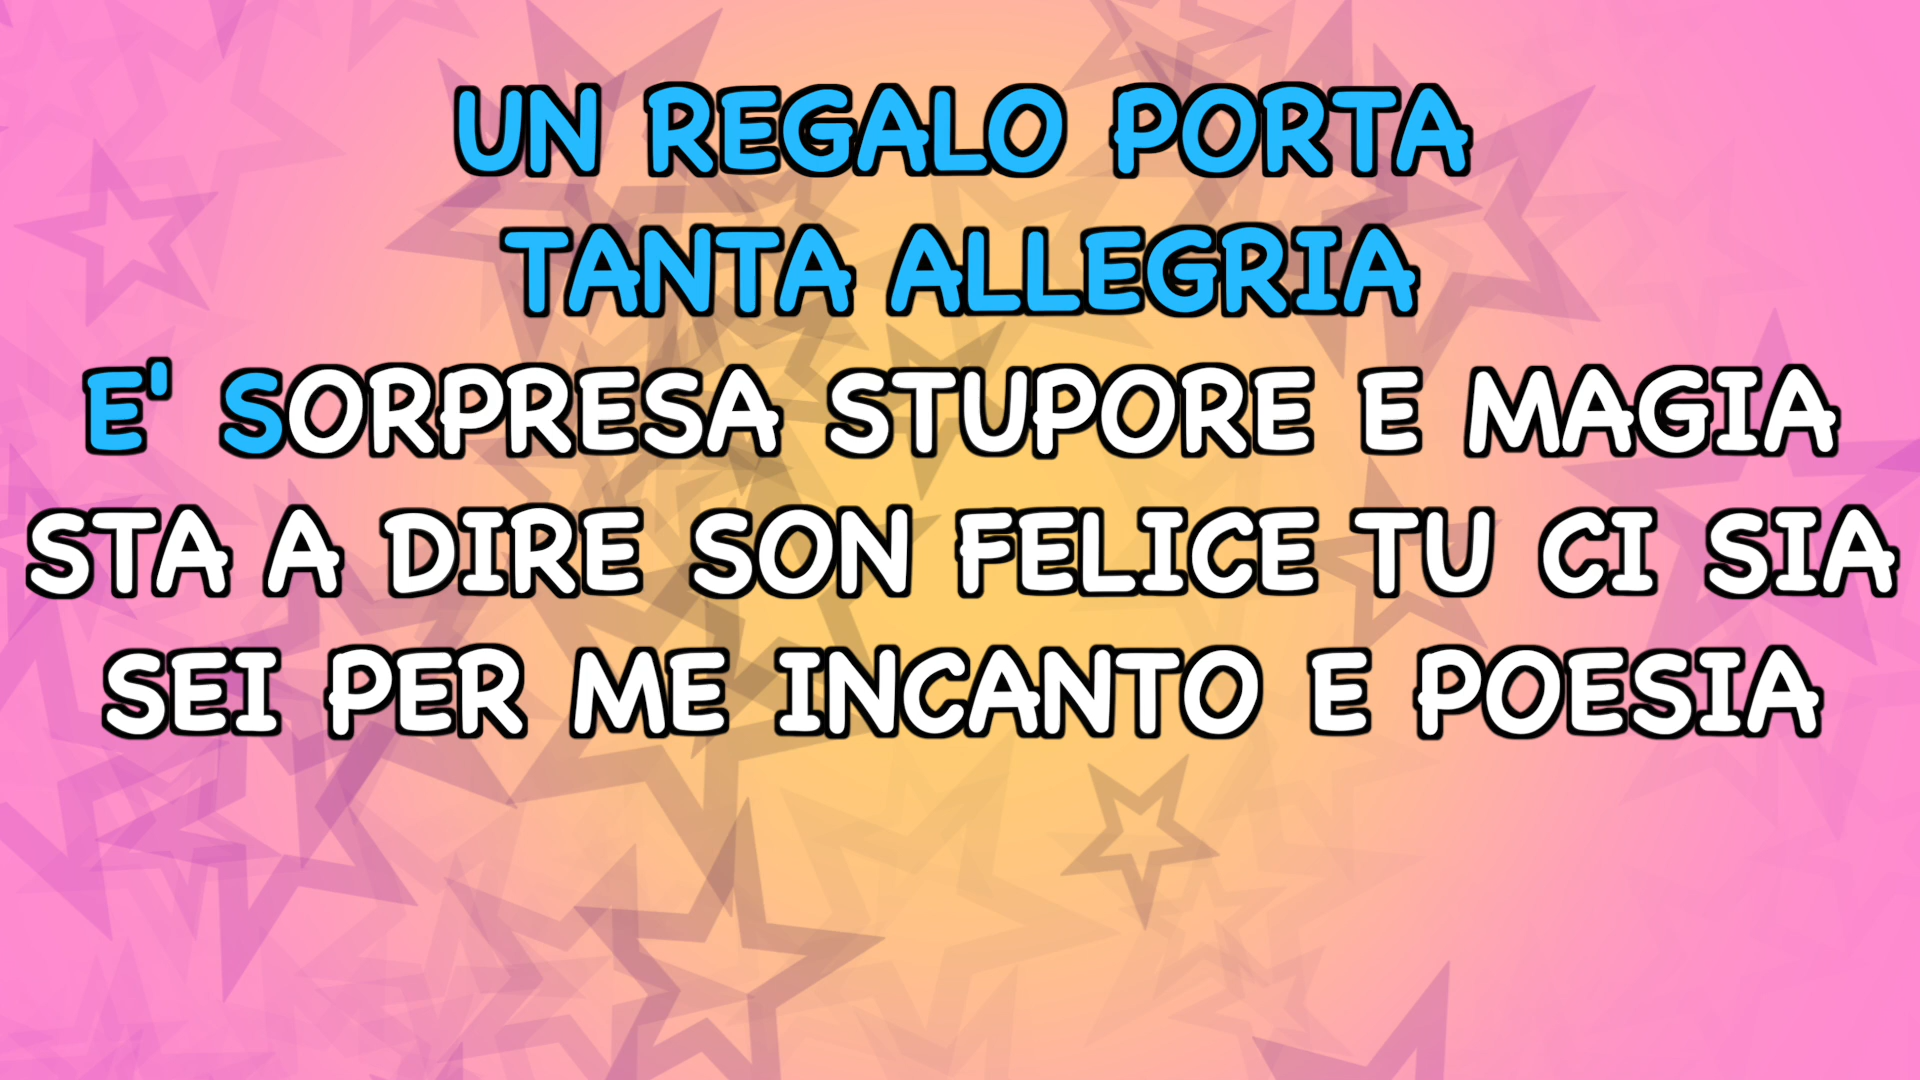 UN REGALO PORTA
TANTA ALLEGRIA
E' SORPRESA STUPORE E MAGIA
STA A DIRE SON FELICE TU CI SIA
SEI PER ME INCANTO E POESIA